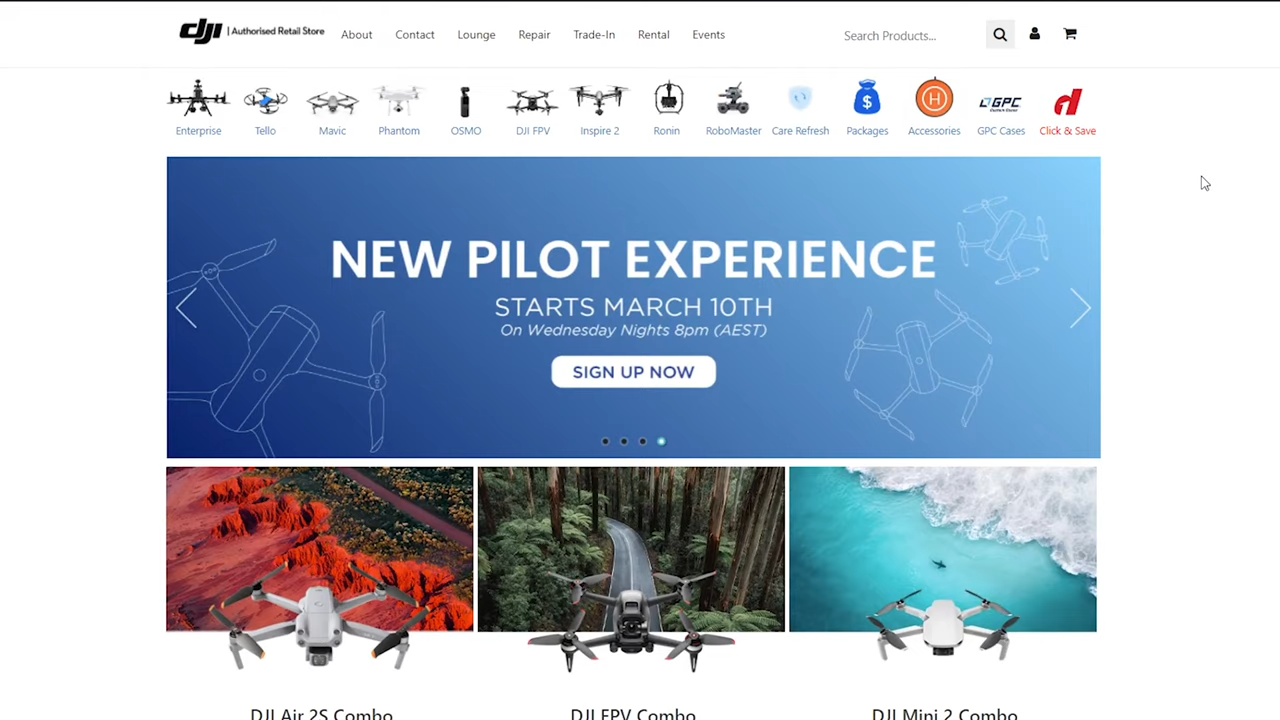 dji | Authorised Retail Store
About
Contact
Lounge
Repair
Trade-In
Rental
Events
Search Products...
Enterprise
Tello
Mavic
Phantom
OSMO
DJI FPV
Inspire 2
Ronin
RoboMaster
Care Refresh
$
Packages
H
Accessories
GPC
GPC Cases
Click & Save
NEW PILOT EXPERIENCE
STARTS MARCH 10TH
On Wednesday Nights 8pm (AEST)
SIGN UP NOW
DJI Air 2S Combo
DJI FPV Combo
DJI Mini 2 Combo